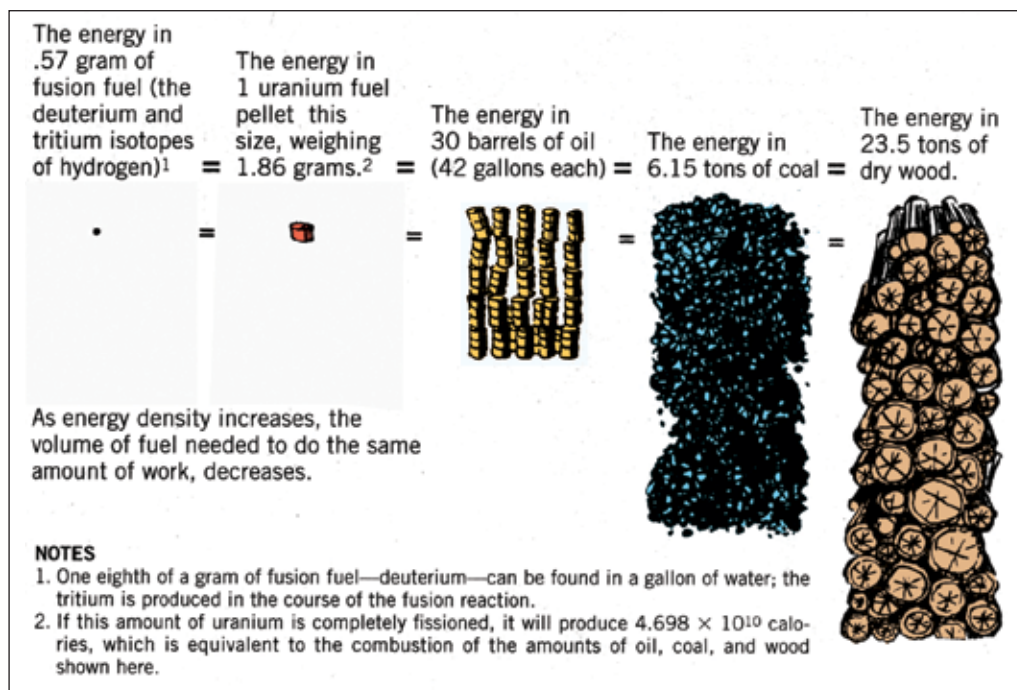 The energy in
.57 gram of
fusion fuel (the
deuterium and
tritium isotopes
of hydrogen)¹
=
The energy in
1 uranium fuel
pellet this
size, weighing
1.86 grams.²
=
The energy in
30 barrels of oil
(42 gallons each)
=
The energy in
6.15 tons of coal
=
The energy in
23.5 tons of
dry wood.
=
=
=
=
As energy density increases, the
volume of fuel needed to do the same
amount of work, decreases.
NOTES
1. One eighth of a gram of fusion fuel—deuterium—can be found in a gallon of water; the
tritium is produced in the course of the fusion reaction.
2. If this amount of uranium is completely fissioned, it will produce 4.698 × 10¹⁰ calo-
ries, which is equivalent to the combustion of the amounts of oil, coal, and wood
shown here.